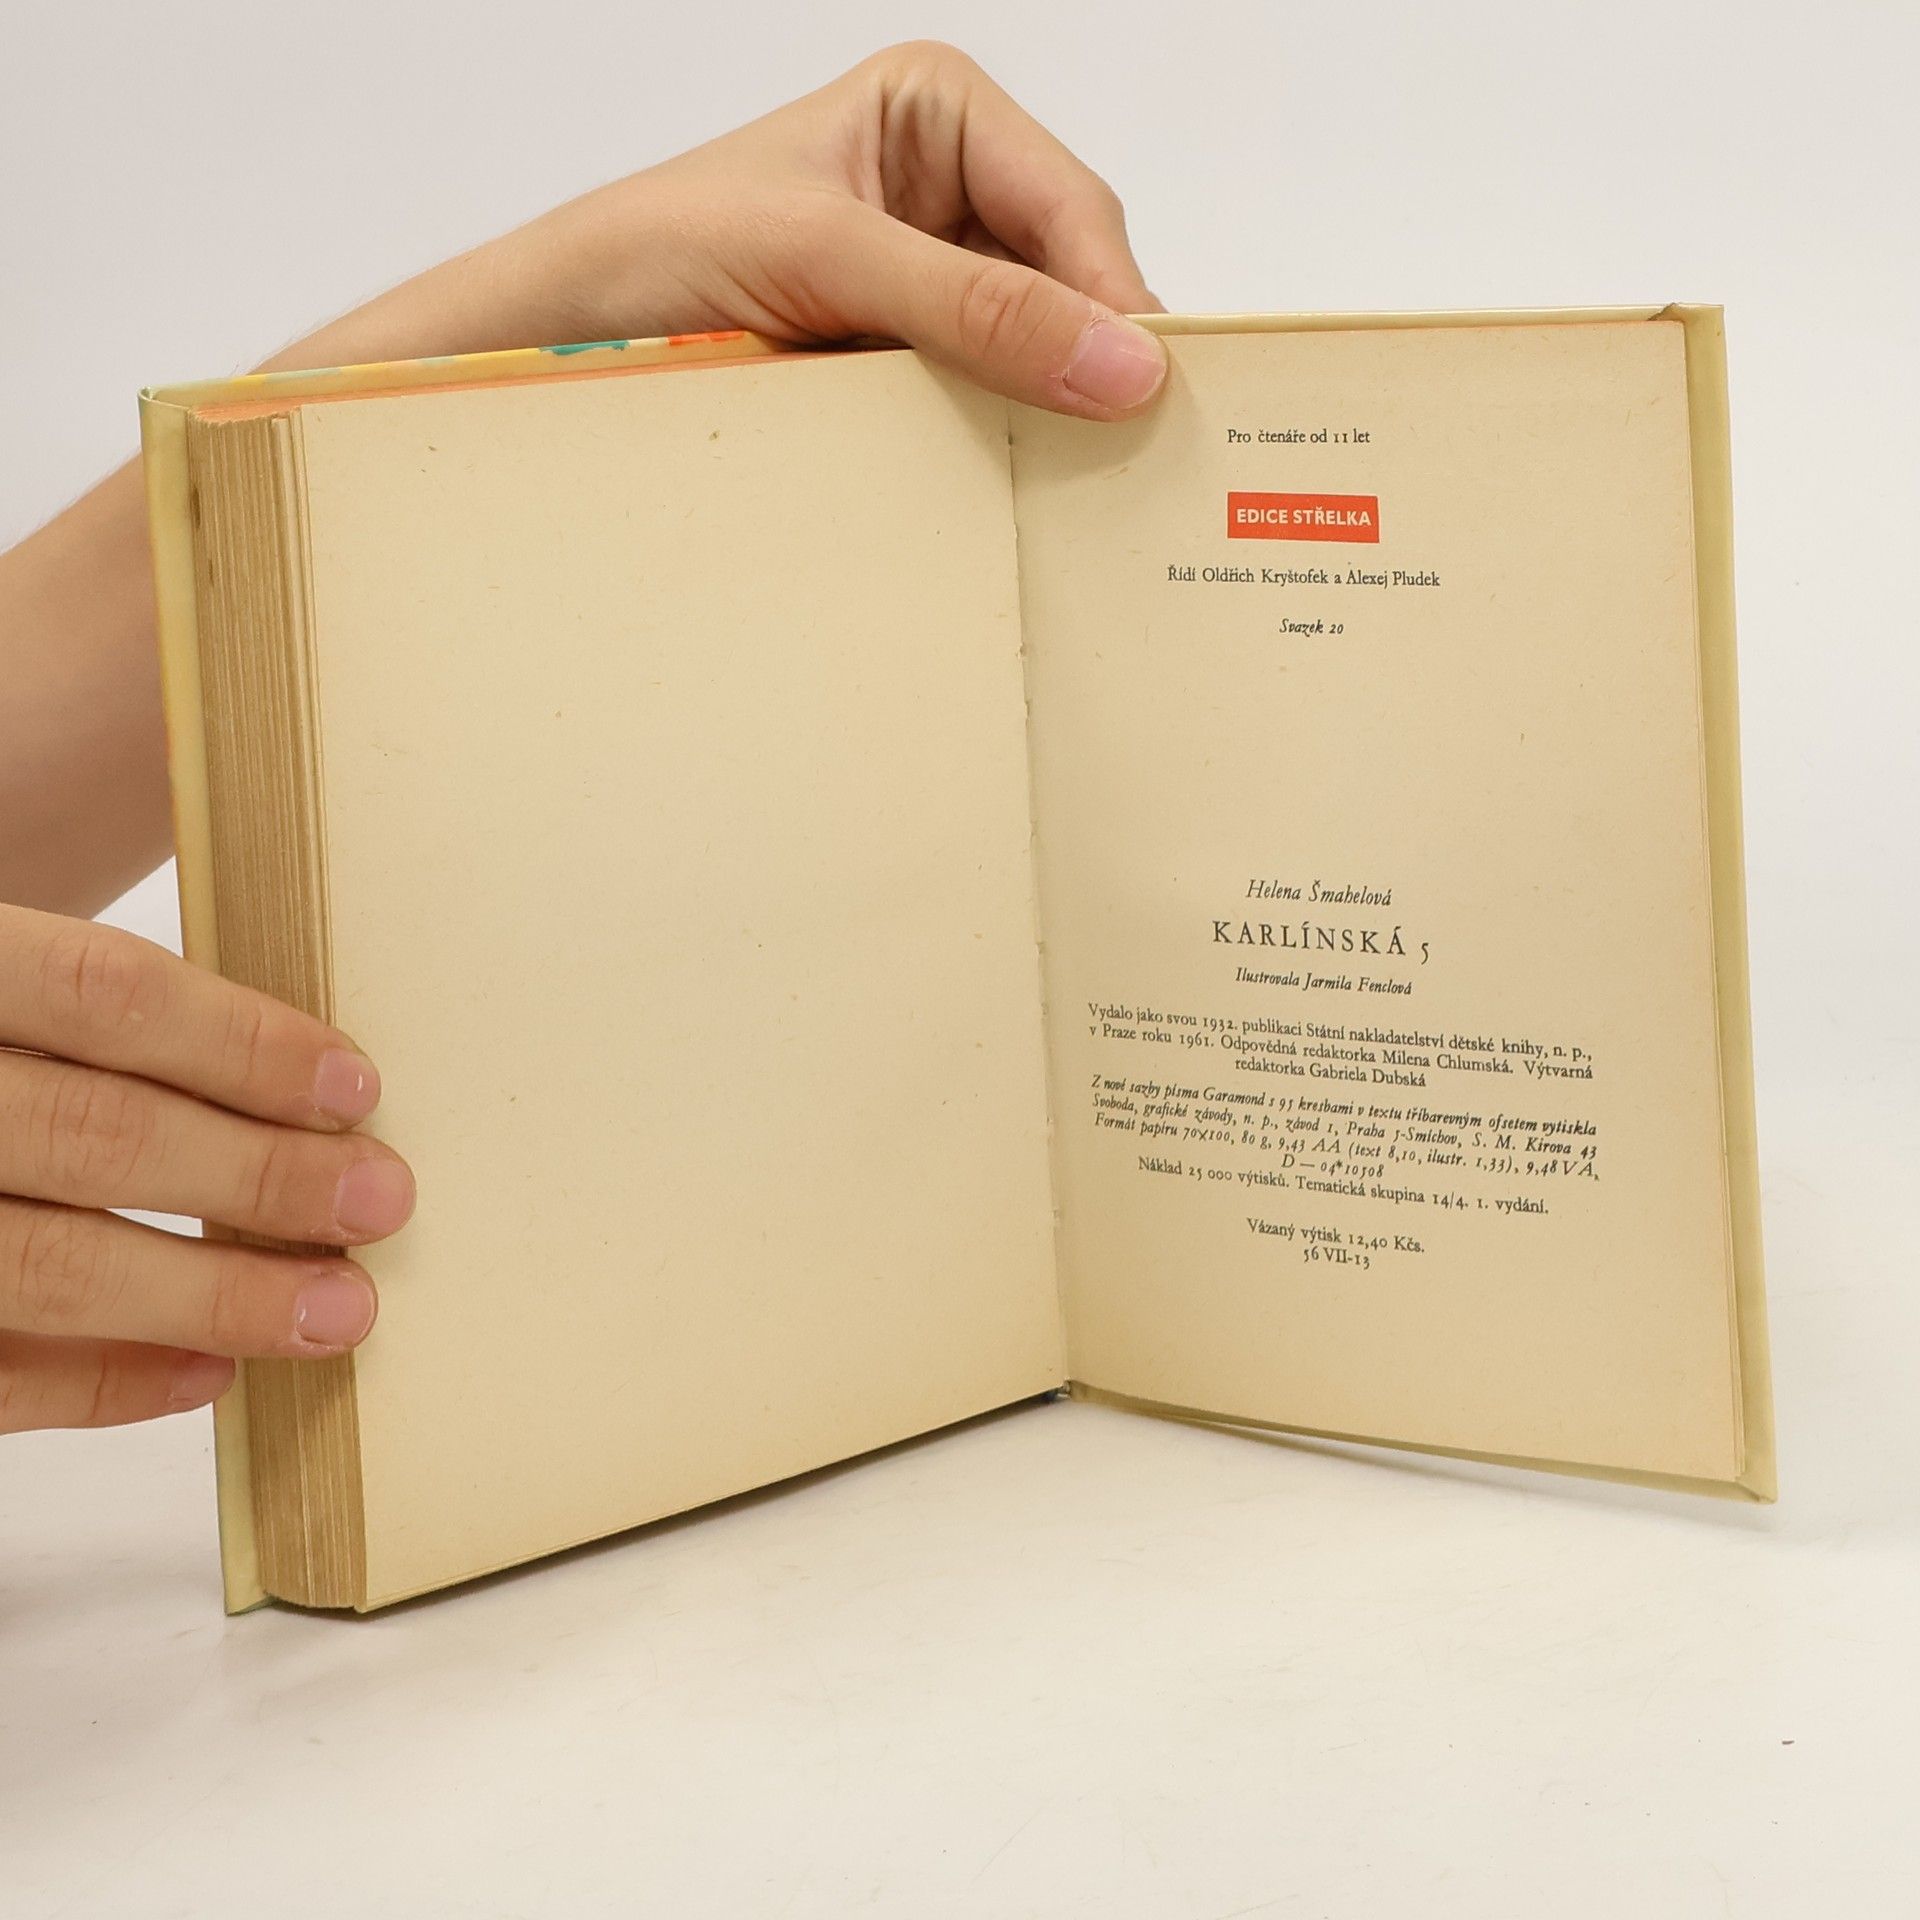 Pro čtenáře od 11 let
EDICE STŘELKA
Řídí Oldřich Kryštofek a Alexej Pludek
Svazek 20
Helena Šmahelová
KARLÍNSKÁ 5
Ilustrovala Jarmila Fenclová
Vydalo jako svou 1932. publikaci Státní nakladatelství dětské knihy, n. p.,
v Praze roku 1961. Odpovědná redaktorka Milena Chlumská. Výtvarná
redaktorka Gabriela Dubská
Z nové sazby písma Garamond s 95 kresbami v textu tříbarevným ofsetem vytiskla
Svoboda, grafické závody, n. p., závod 1, Praha 5-Smíchov, S. M. Kirova 43
Formát papíru 70×100, 80 g, 9,43 AA (text 8,10, ilustr. 1,33), 9,48 VA,
D — 04*10508
Náklad 25 000 výtisků. Tematická skupina 14/4. 1. vydání.
Vázaný výtisk 12,40 Kčs.
56 VII-13